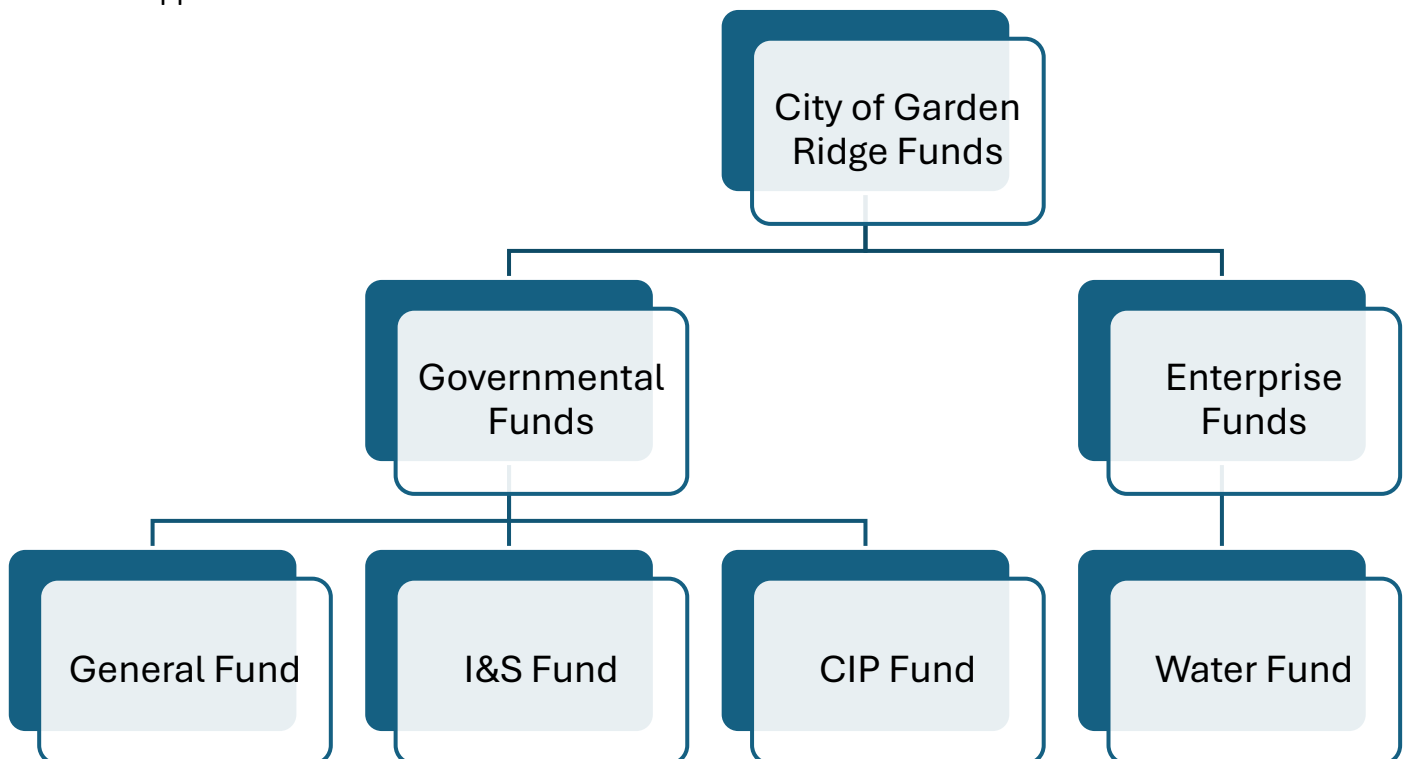 City of Garden
Ridge Funds
Governmental
Funds
Enterprise
Funds
General Fund
I&S Fund
CIP Fund
Water Fund